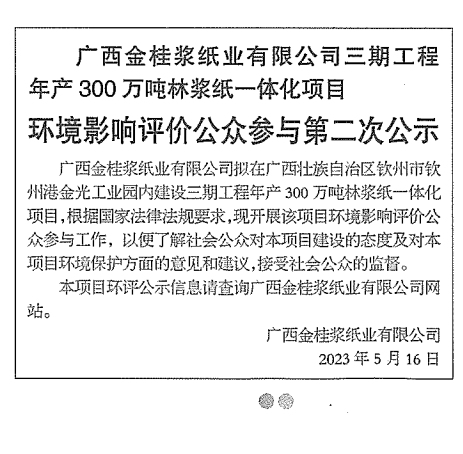 广西金桂浆纸业有限公司三期工程
年产 300 万吨林浆纸一体化项目
环境影响评价公众参与第二次公示
广西金桂浆纸业有限公司拟在广西壮族自治区钦州市钦
州港金光工业园内建设三期工程年产 300 万吨林浆纸一体化
项目,根据国家法律法规要求,现开展该项目环境影响评价公
众参与工作，以便了解社会公众对本项目建设的态度及对本
项目环境保护方面的意见和建议,接受社会公众的监督。
本项目环评公示信息请查询广西金桂浆纸业有限公司网
站。
广西金桂浆纸业有限公司
2023 年 5 月 16 日